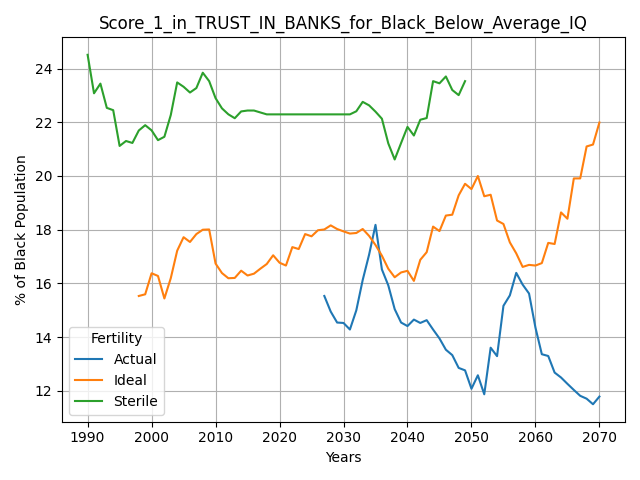 Score_1_in_TRUST_IN_BANKS_for_Black_Below_Average_IQ
% of Black Population
24
22
20
18
16
14
12
Fertility
Actual
Ideal
Sterile
1990 2000 2010 2020 2030 2040 2050 2060 2070
Years